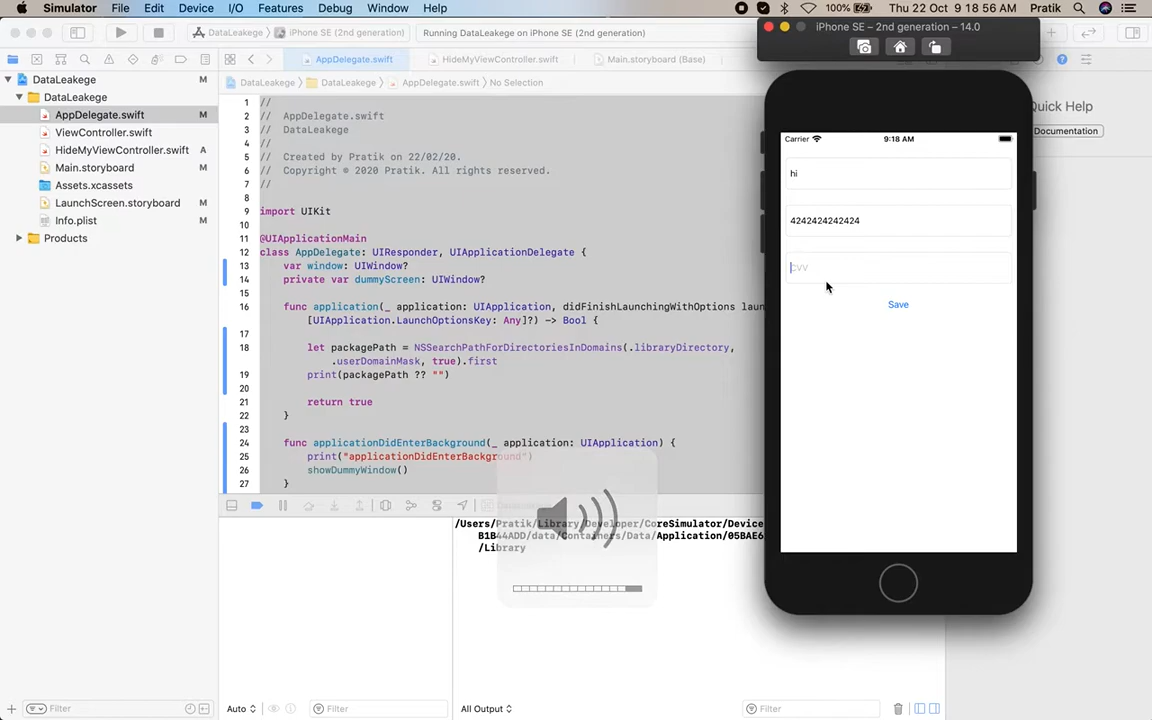 Simulator File Edit Device I/O Features Debug Window Help 100% Thu 22 Oct 9 18 56 AM Pratik
iPhone SE – 2nd generation – 14.0
DataLeakege iPhone SE (2nd generation) Running DataLeakege on iPhone SE (2nd generation)
AppDelegate.swift HideMyViewController.swift Main.storyboard (Base)
DataLeakege M
DataLeakege DataLeakege AppDelegate.swift No Selection
DataLeakege
AppDelegate.swift M
ViewController.swift M
HideMyViewController.swift A
Main.storyboard M
Assets.xcassets
LaunchScreen.storyboard M
Info.plist M
Products
1 //
2 // AppDelegate.swift
3 // DataLeakege
4 //
5 // Created by Pratik on 22/02/20.
6 // Copyright © 2020 Pratik. All rights reserved.
7 //
8
9 import UIKit
10
11 @UIApplicationMain
12 class AppDelegate: UIResponder, UIApplicationDelegate {
13 var window: UIWindow?
14 private var dummyScreen: UIWindow?
15
16 func application(_ application: UIApplication, didFinishLaunchingWithOptions
[UIApplication.LaunchOptionsKey: Any]?) -> Bool {
17
18 let packagePath = NSSearchPathForDirectoriesInDomains(.libraryDirectory,
.userDomainMask, true).first
19 print(packagePath ?? "")
20
21 return true
22 }
23
24 func applicationDidEnterBackground(_ application: UIApplication) {
25 print("applicationDidEnterBackground")
26 showDummyWindow()
27 }
Carrier 9:18 AM
hi
4242424242424
CVV
Save
Quick Help
Documentation
/Users/Pratik/Library/Developer/CoreSimulator/Device
B1B44ADD/data/Containers/Data/Application/05BAE6
/Library
Filter Auto Filter All Output Filter